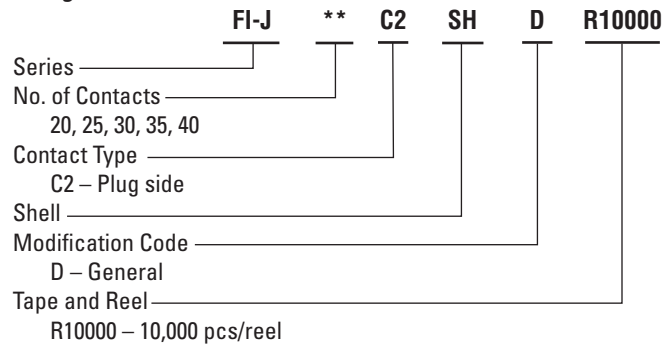 FI-J ** C2 SH D R10000
Series
No. of Contacts
20, 25, 30, 35, 40
Contact Type
C2 – Plug side
Shell
Modification Code
D – General
Tape and Reel
R10000 – 10,000 pcs/reel